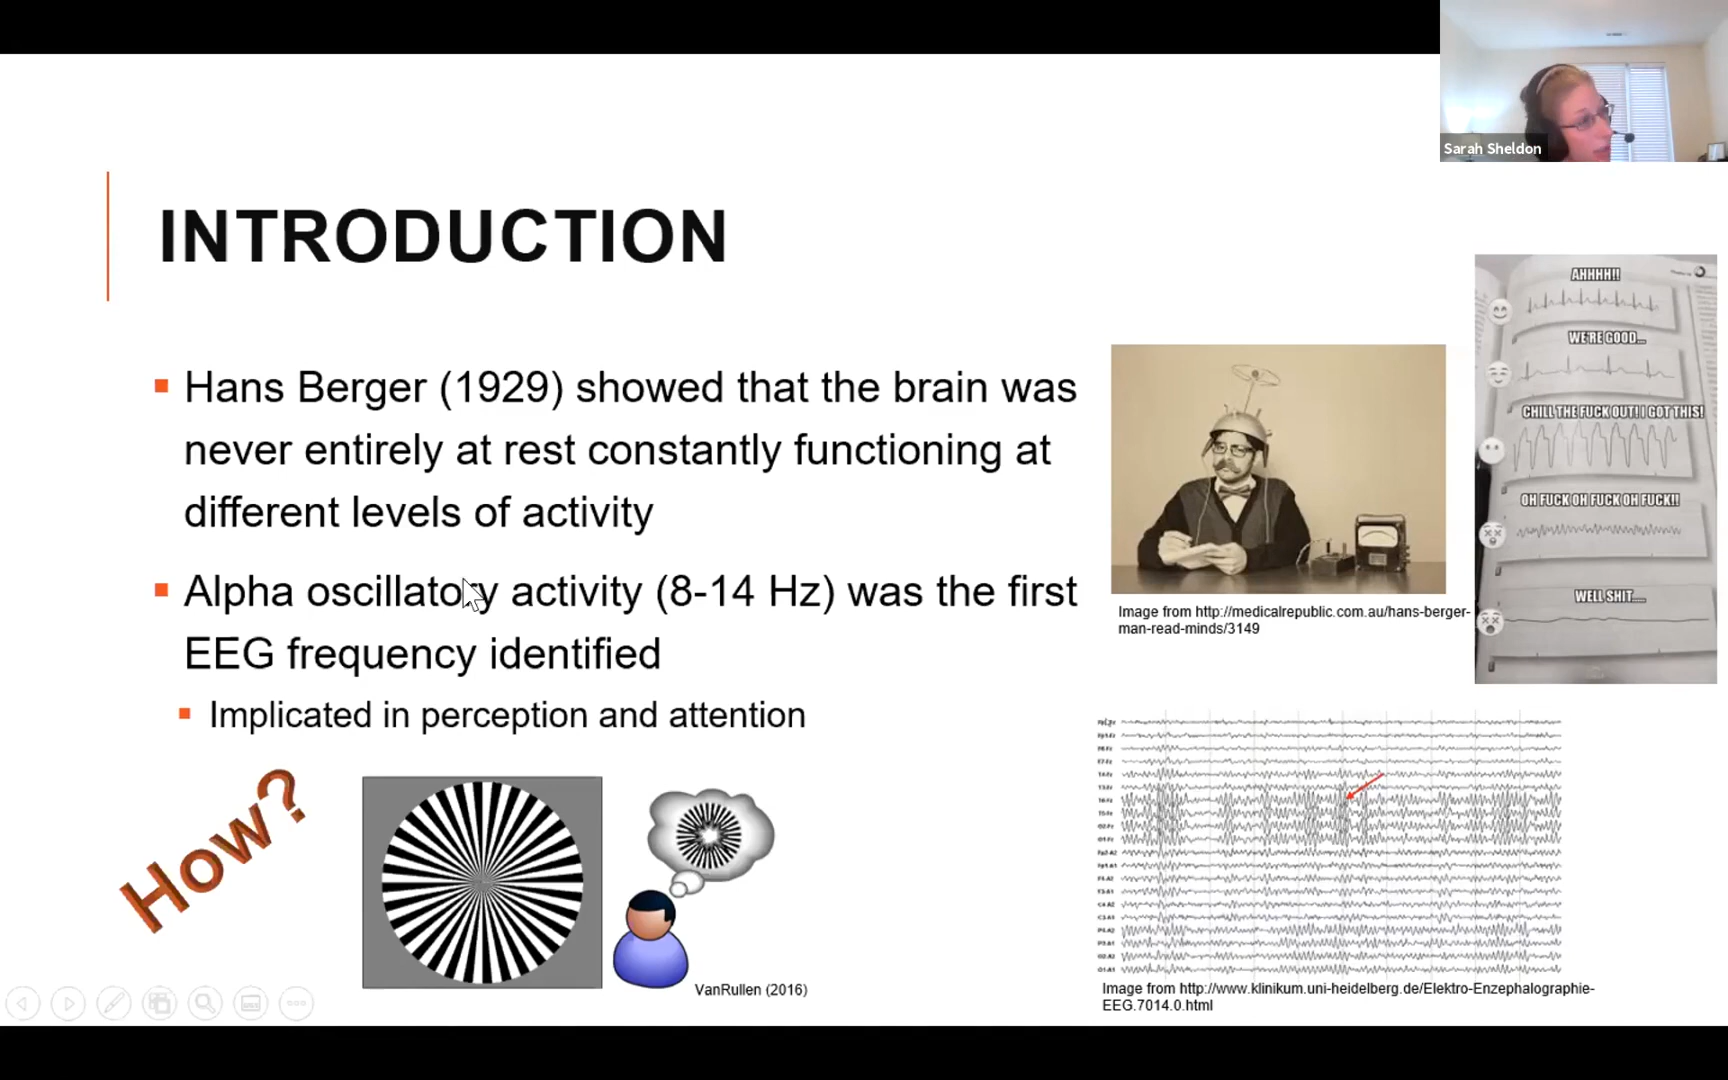 Sarah Sheldon
INTRODUCTION
Hans Berger (1929) showed that the brain was
never entirely at rest constantly functioning at
different levels of activity
Alpha oscillatory activity (8-14 Hz) was the first
EEG frequency identified
Implicated in perception and attention
How?
VanRullen (2016)
Image from http://medicalrepublic.com.au/hans-berger-
man-read-minds/3149
AHHHH!!
WE'RE GOOD...
CHILL THE FUCK OUT! I GOT THIS!
OH FUCK OH FUCK OH FUCK!!
WELL SHIT....
Image from http://www.klinikum.uni-heidelberg.de/Elektro-Enzephalographie-
EEG.7014.0.html